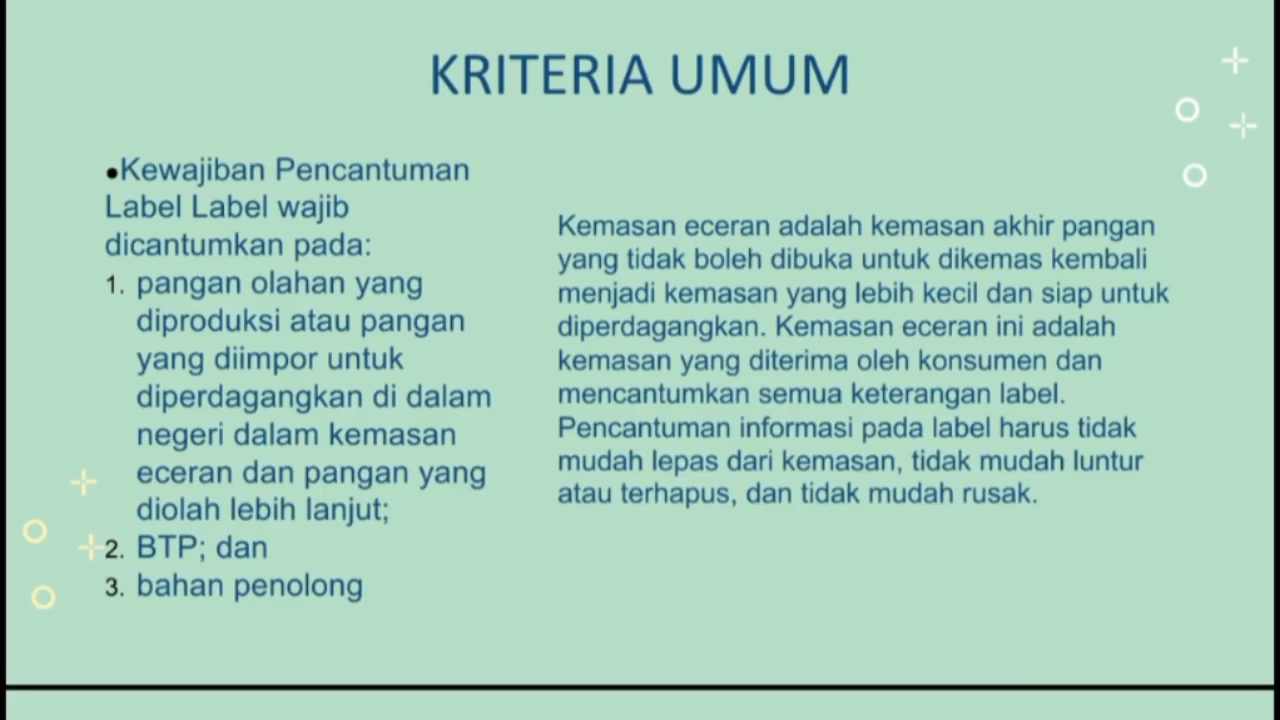 KRITERIA UMUM
●Kewajiban Pencantuman
Label Label wajib
dicantumkan pada:
1. pangan olahan yang
diproduksi atau pangan
yang diimpor untuk
diperdagangkan di dalam
negeri dalam kemasan
eceran dan pangan yang
diolah lebih lanjut;
2. BTP; dan
3. bahan penolong
Kemasan eceran adalah kemasan akhir pangan
yang tidak boleh dibuka untuk dikemas kembali
menjadi kemasan yang lebih kecil dan siap untuk
diperdagangkan. Kemasan eceran ini adalah
kemasan yang diterima oleh konsumen dan
mencantumkan semua keterangan label.
Pencantuman informasi pada label harus tidak
mudah lepas dari kemasan, tidak mudah luntur
atau terhapus, dan tidak mudah rusak.